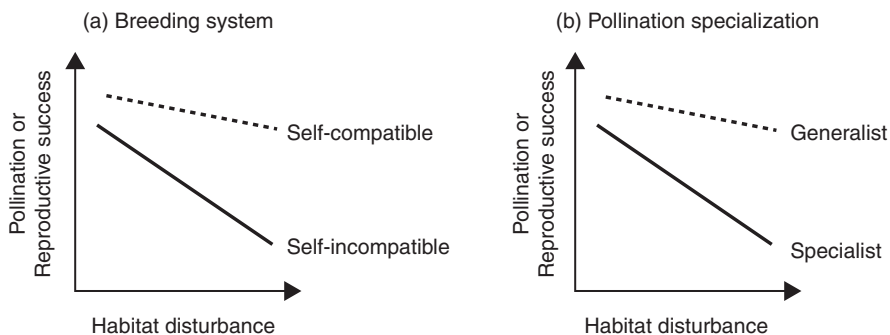 (a) Breeding system
Pollination or
Reproductive success
Self-compatible
Self-incompatible
Habitat disturbance
(b) Pollination specialization
Pollination or
Reproductive success
Generalist
Specialist
Habitat disturbance